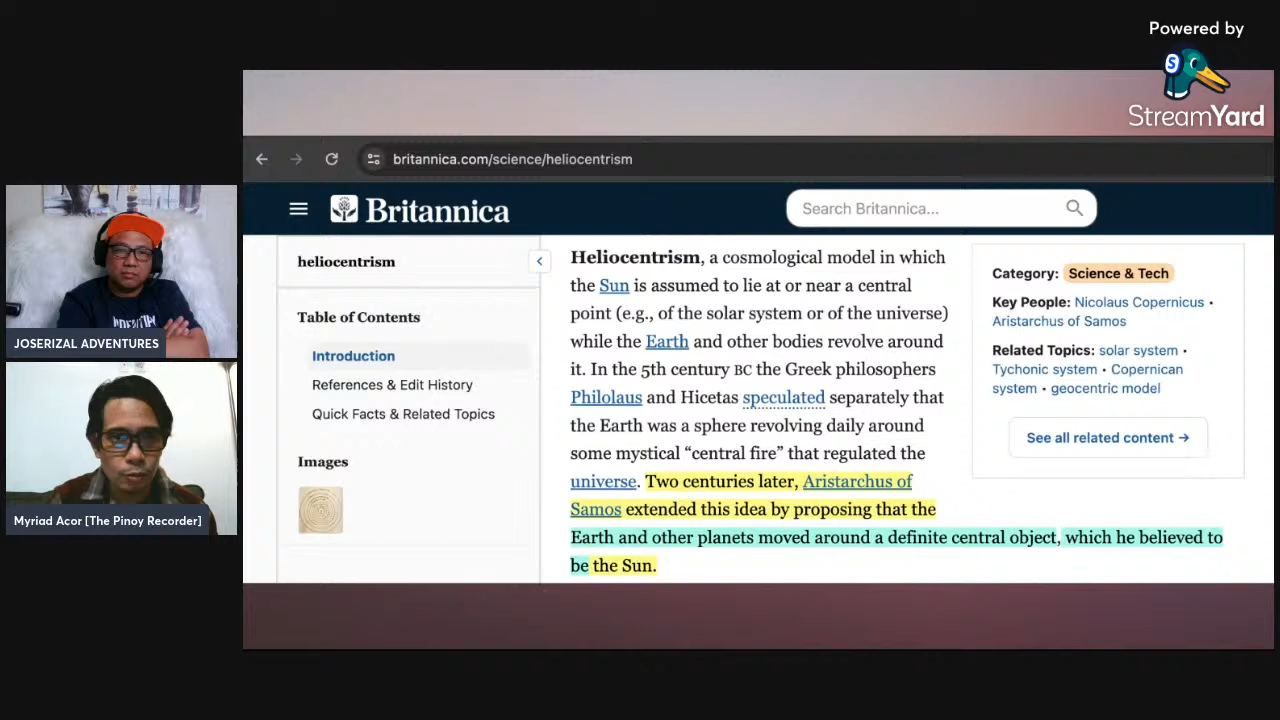 Powered by
StreamYard
britannica.com/science/heliocentrism
Britannica
Search Britannica...
heliocentrism
Table of Contents
Introduction
References & Edit History
Quick Facts & Related Topics
Images
Heliocentrism, a cosmological model in which
the Sun is assumed to lie at or near a central
point (e.g., of the solar system or of the universe)
while the Earth and other bodies revolve around
it. In the 5th century BC the Greek philosophers
Philolaus and Hicetas speculated separately that
the Earth was a sphere revolving daily around
some mystical “central fire” that regulated the
universe. Two centuries later, Aristarchus of
Samos extended this idea by proposing that the
Earth and other planets moved around a definite central object, which he believed to
be the Sun.
Category: Science & Tech
Key People: Nicolaus Copernicus •
Aristarchus of Samos
Related Topics: solar system •
Tychonic system • Copernican
system • geocentric model
See all related content →
JOSERIZAL ADVENTURES
Myriad Acor [The Pinoy Recorder]